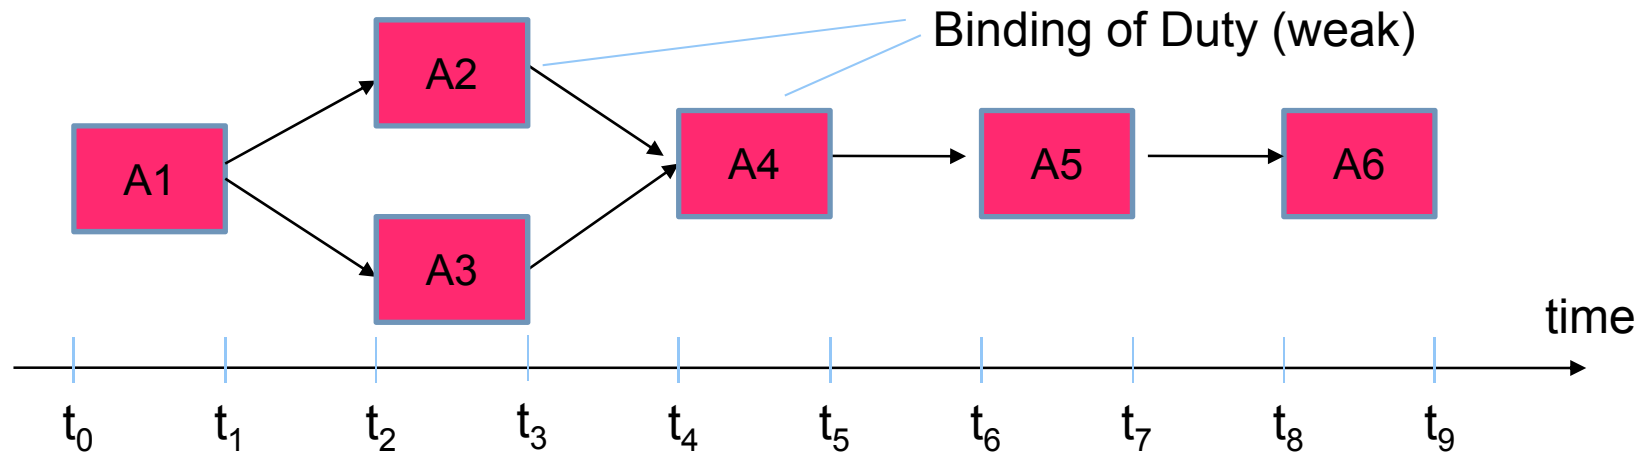 Binding of Duty (weak)
A2
A1
A4
A5
A6
A3
time
t0 t1 t2 t3 t4 t5 t6 t7 t8 t9